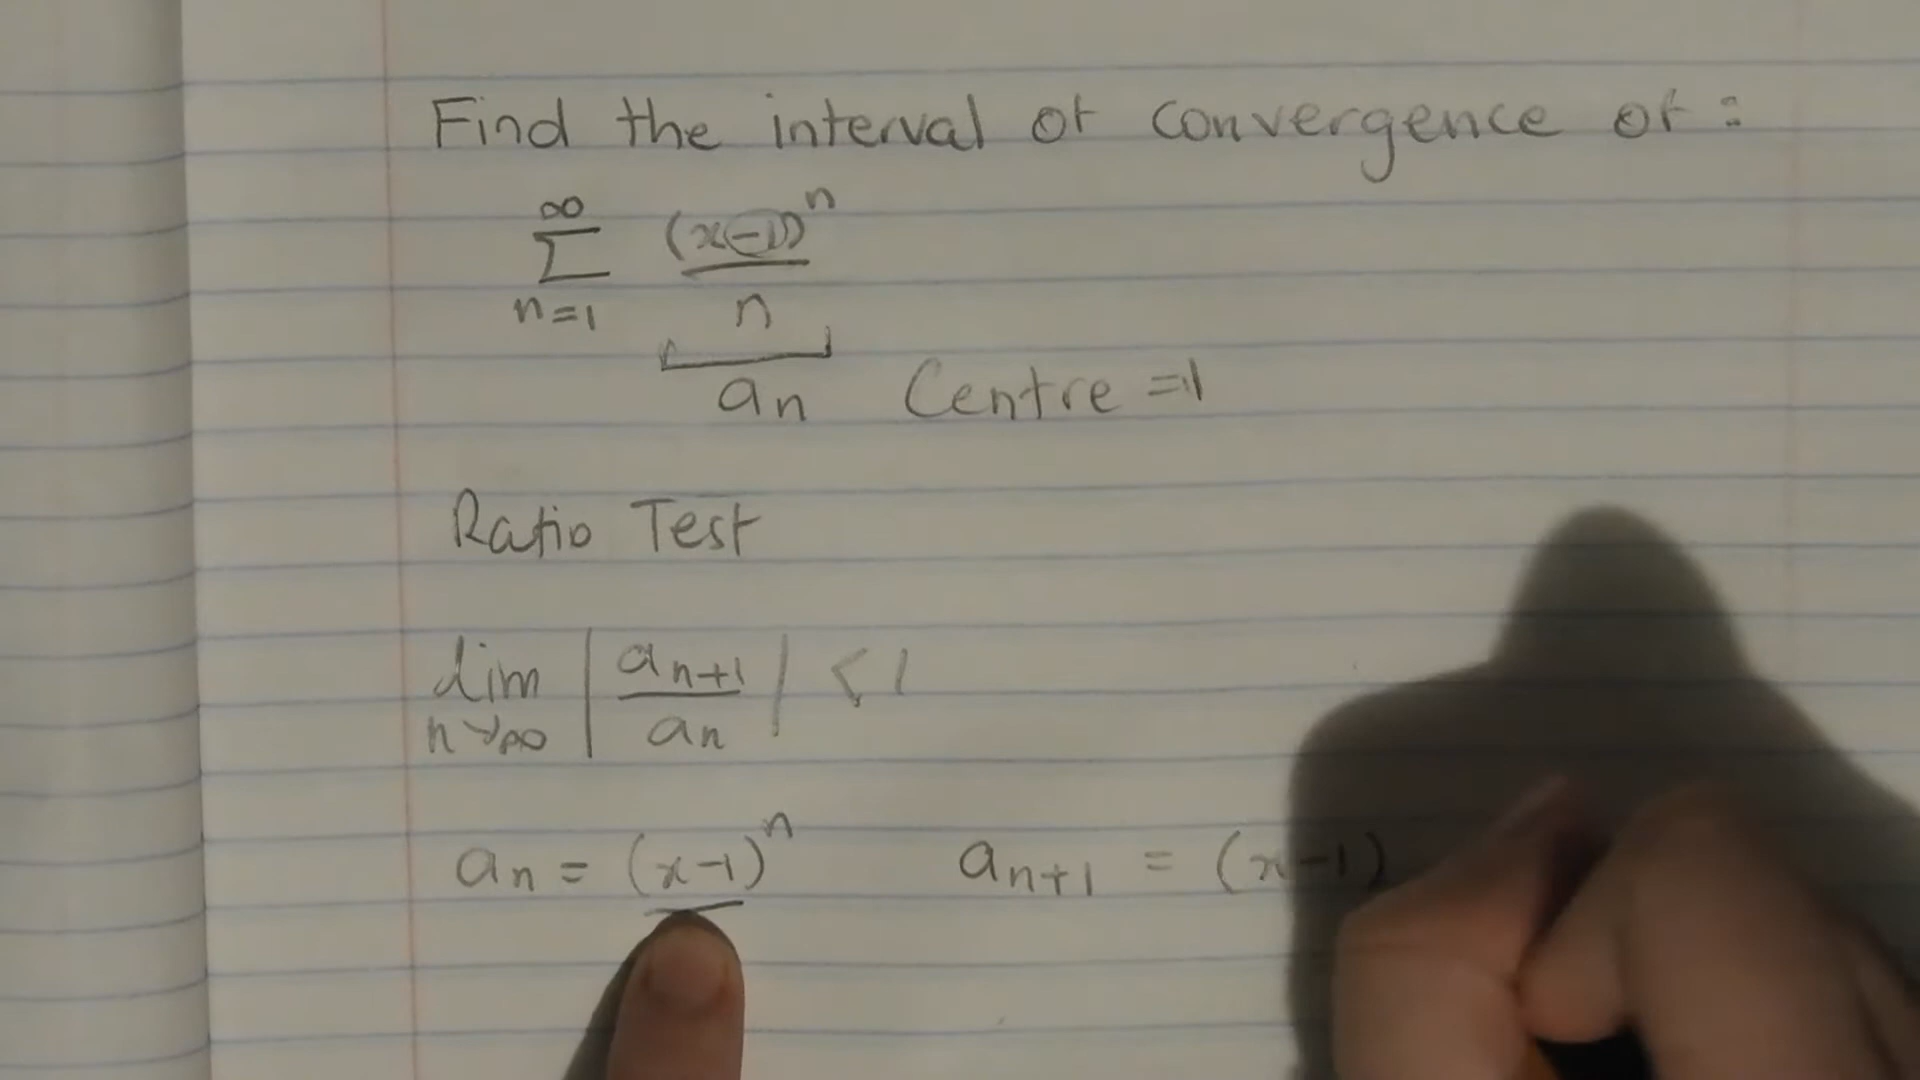 Find the interval of convergence of :
∞
Σ (x-1)^n
n=1 n
an Centre = 1
Ratio Test
lim | an+1 / an | < 1
n→∞
an = (x-1)^n an+1 = (x-1)